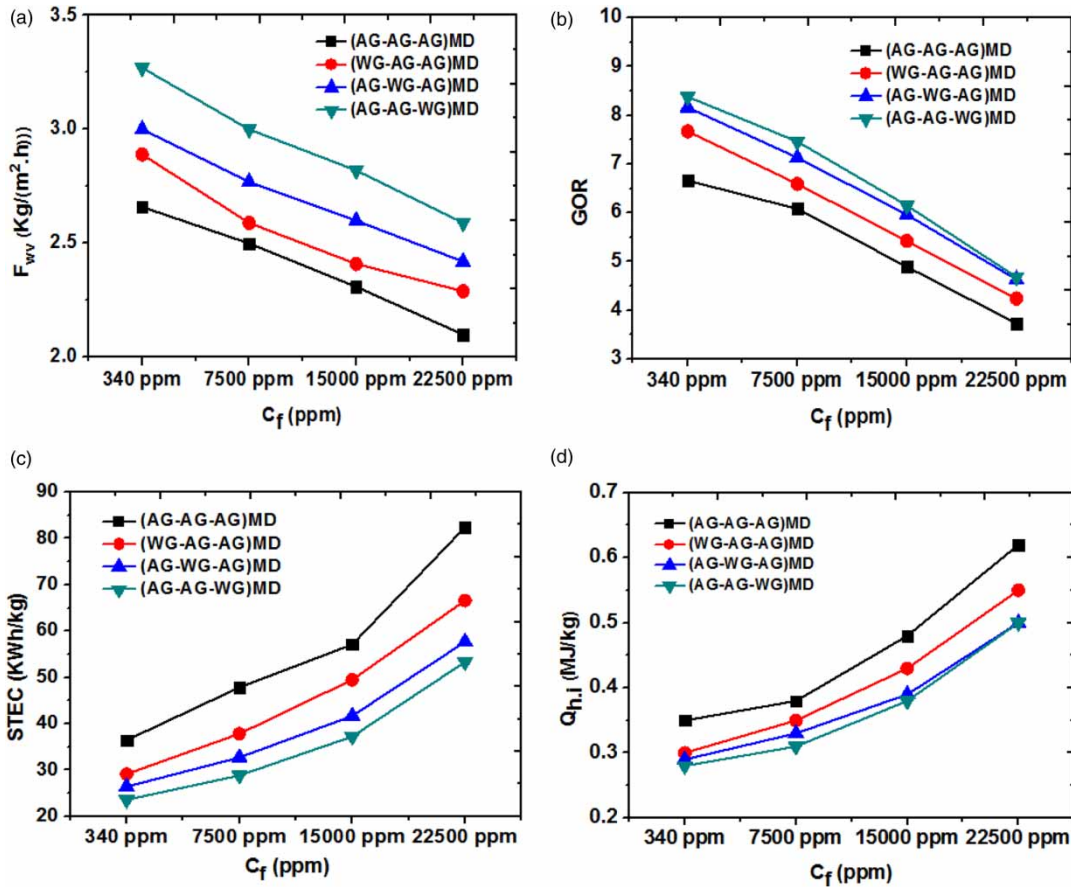 (a)
(AG-AG-AG)MD
(WG-AG-AG)MD
(AG-WG-AG)MD
(AG-AG-WG)MD
3.5
3.0
2.5
2.0
F_wv (Kg/(m².h)))
340 ppm 7500 ppm 15000 ppm 22500 ppm
C_f (ppm)
(b)
(AG-AG-AG)MD
(WG-AG-AG)MD
(AG-WG-AG)MD
(AG-AG-WG)MD
10
9
8
7
6
5
4
3
GOR
340 ppm 7500 ppm 15000 ppm 22500 ppm
C_f (ppm)
(c)
(AG-AG-AG)MD
(WG-AG-AG)MD
(AG-WG-AG)MD
(AG-AG-WG)MD
90
80
70
60
50
40
30
20
STEC (KWh/kg)
340 ppm 7500 ppm 15000 ppm 22500 ppm
C_f (ppm)
(d)
(AG-AG-AG)MD
(WG-AG-AG)MD
(AG-WG-AG)MD
(AG-AG-WG)MD
0.7
0.6
0.5
0.4
0.3
0.2
Q_h.i (MJ/kg)
340 ppm 7500 ppm 15000 ppm 22500 ppm
C_f (ppm)